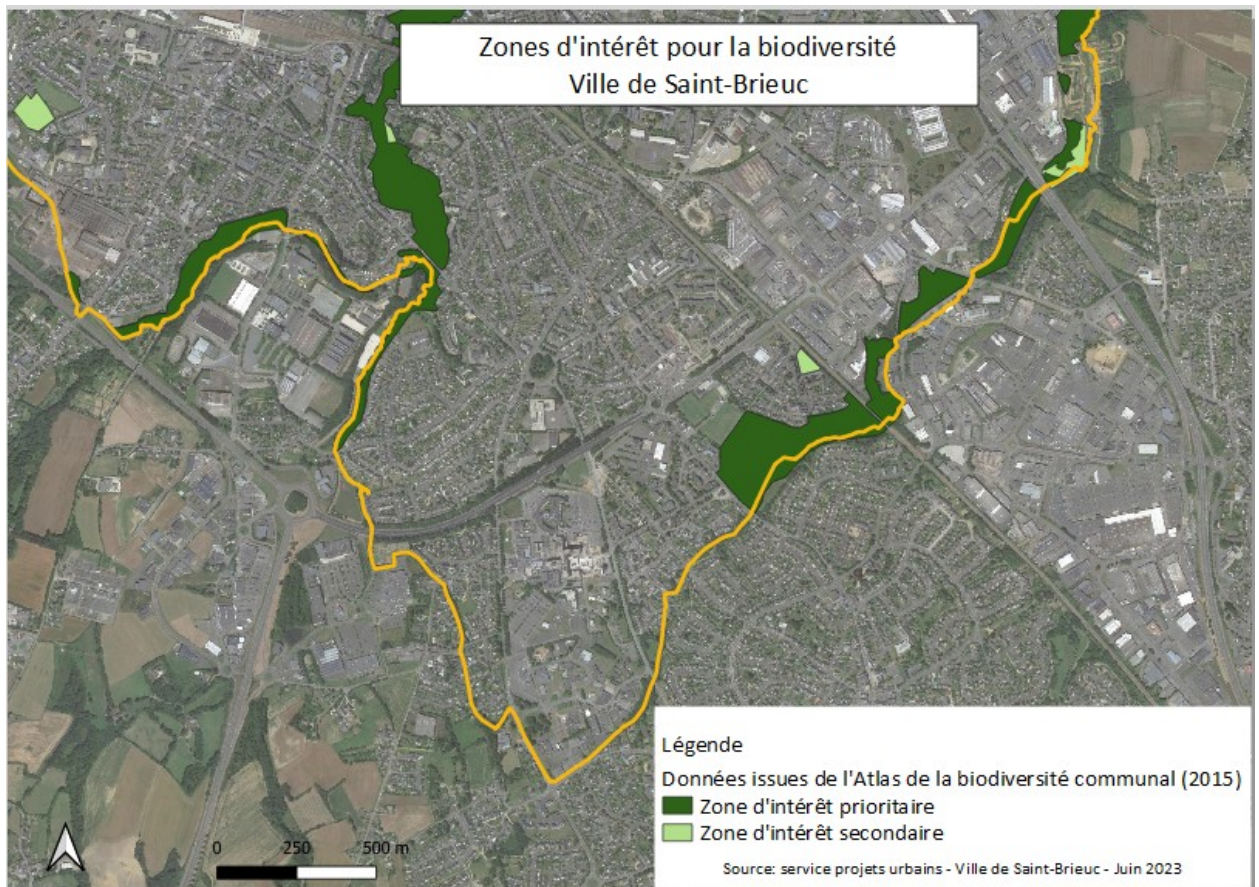 Zones d'intérêt pour la biodiversité
Ville de Saint-Brieuc
Légende
Données issues de l'Atlas de la biodiversité communal (2015)
Zone d'intérêt prioritaire
Zone d'intérêt secondaire
0 250 500 m
Source: service projets urbains - Ville de Saint-Brieuc - Juin 2023